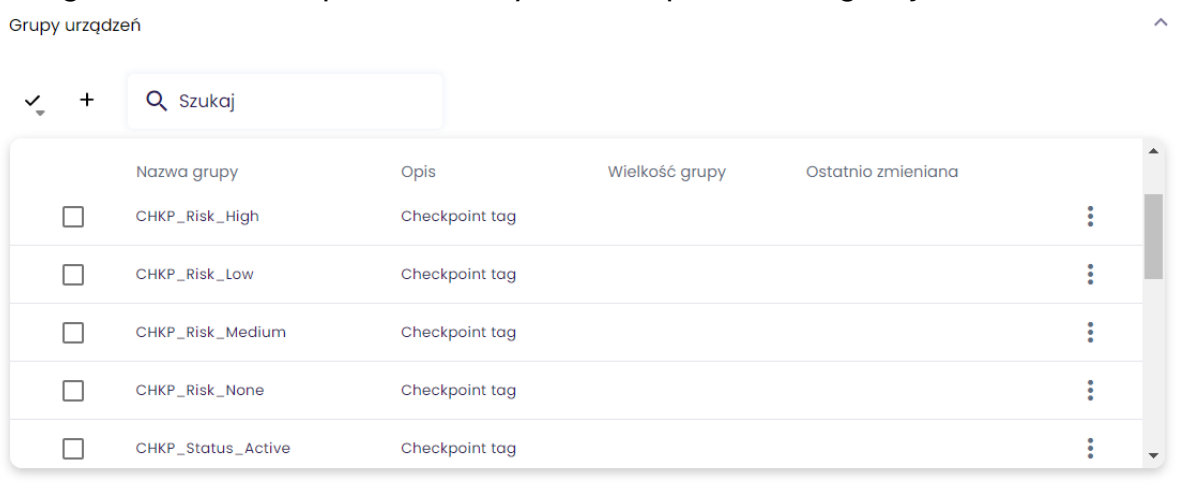 Grupy urządzeń
Szukaj
Nazwa grupy Opis Wielkość grupy Ostatnio zmieniana
CHKP_Risk_High Checkpoint tag
CHKP_Risk_Low Checkpoint tag
CHKP_Risk_Medium Checkpoint tag
CHKP_Risk_None Checkpoint tag
CHKP_Status_Active Checkpoint tag